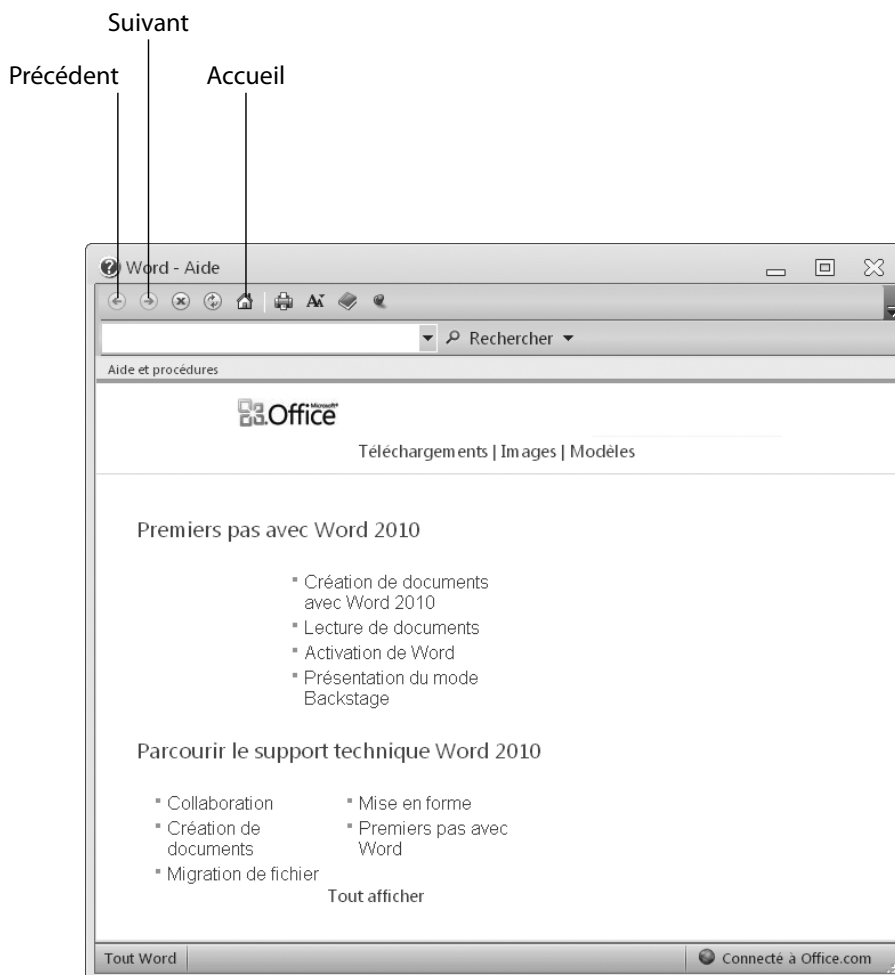 Suivant
Précédent
Accueil
Word - Aide
Rechercher
Aide et procédures
Microsoft®
Office
Téléchargements | Images | Modèles
Premiers pas avec Word 2010
Création de documents
avec Word 2010
Lecture de documents
Activation de Word
Présentation du mode
Backstage
Parcourir le support technique Word 2010
Collaboration
Création de
documents
Migration de fichier
Mise en forme
Premiers pas avec
Word
Tout afficher
Tout Word
Connecté à Office.com